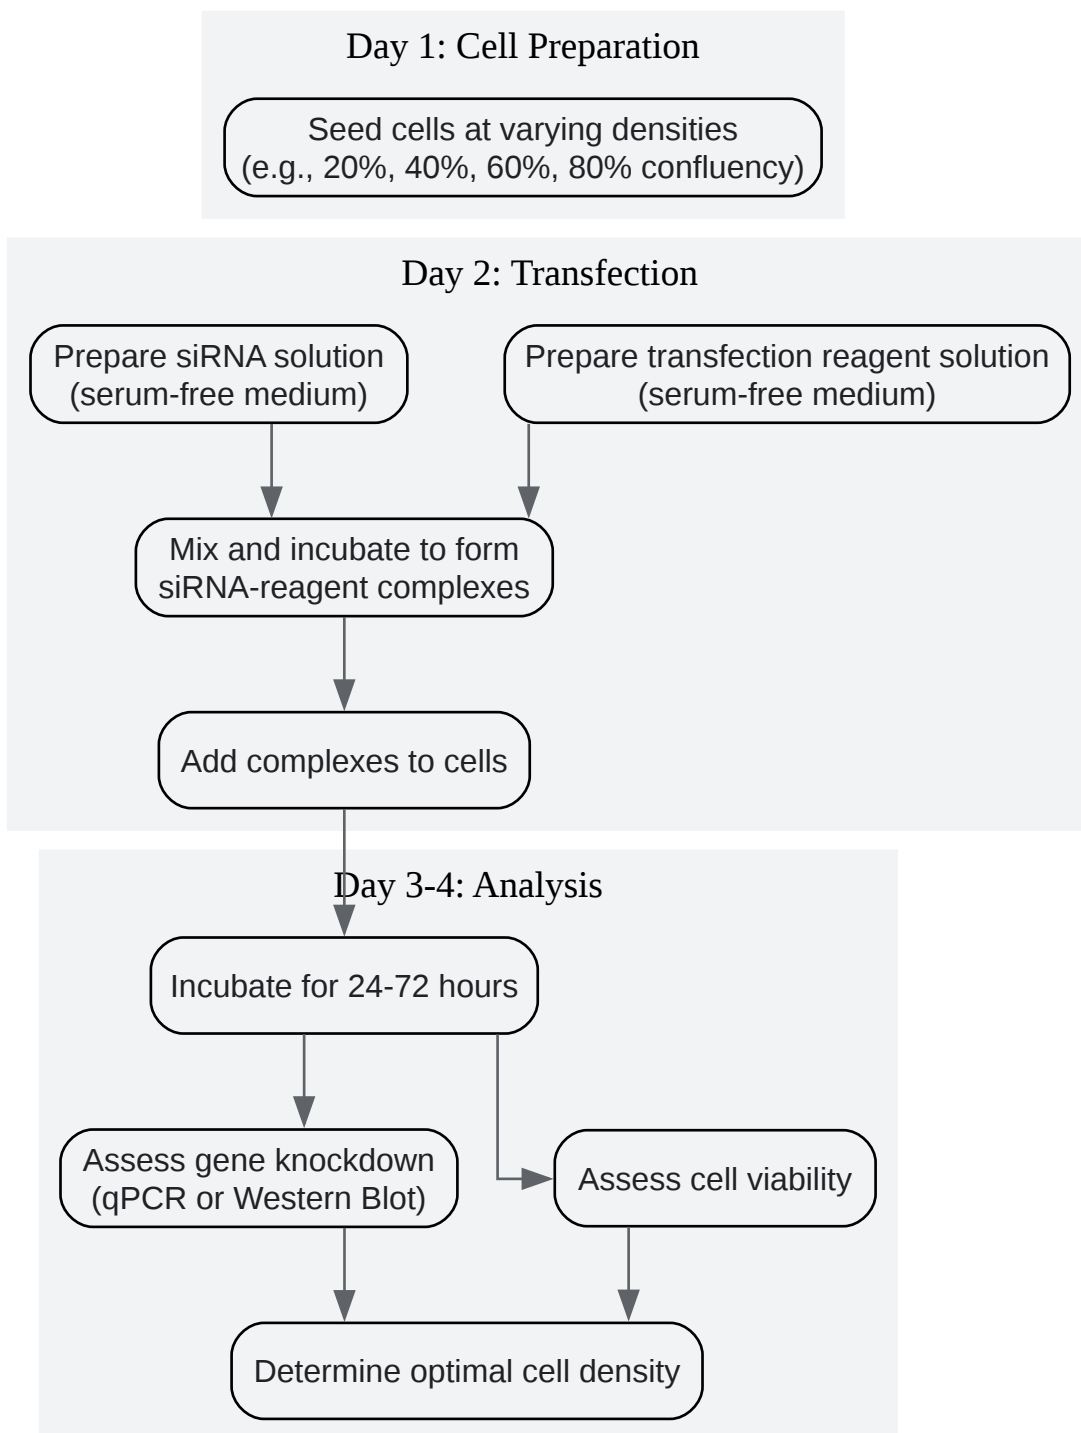 Day 1: Cell Preparation
Seed cells at varying densities
(e.g., 20%, 40%, 60%, 80% confluency)
Day 2: Transfection
Prepare siRNA solution
(serum-free medium)
Prepare transfection reagent solution
(serum-free medium)
Mix and incubate to form
siRNA-reagent complexes
Add complexes to cells
Day 3-4: Analysis
Incubate for 24-72 hours
Assess gene knockdown
(qPCR or Western Blot)
Assess cell viability
Determine optimal cell density